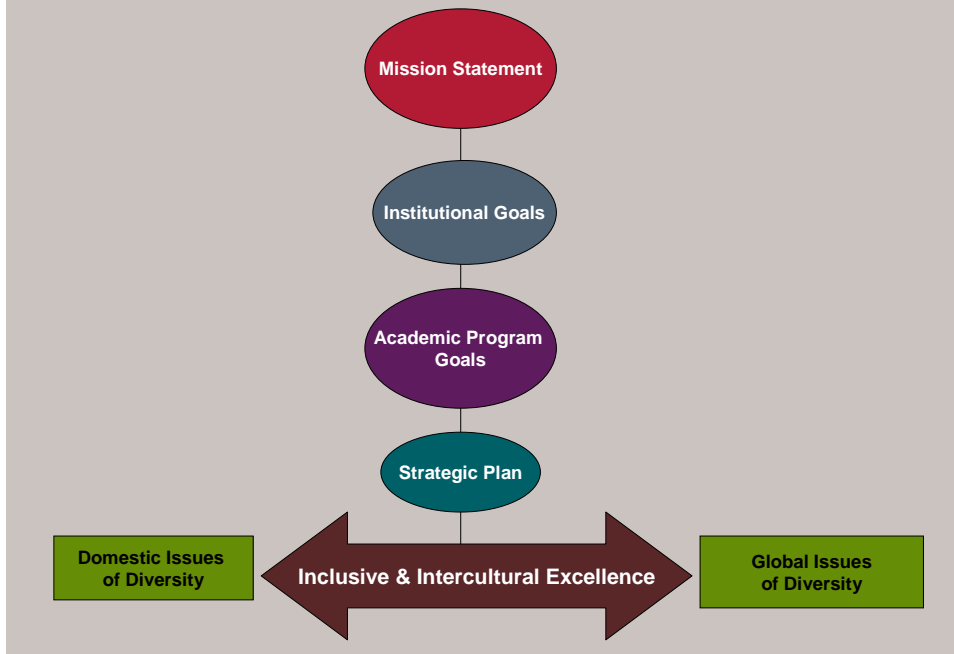 Mission Statement
Institutional Goals
Academic Program
Goals
Strategic Plan
Domestic Issues
of Diversity
Inclusive & Intercultural Excellence
Global Issues
of Diversity